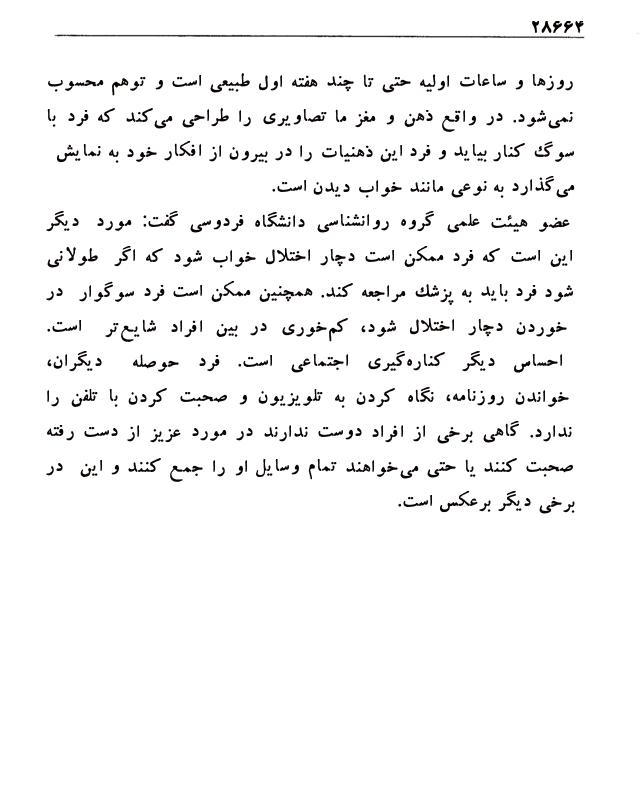 ۲۸۶۶۴
روزها و ساعات اولیه حتی تا چند هفته اول طبیعی است و توهم محسوب
نمی‌شود. در واقع ذهن و مغز ما تصاویری را طراحی می‌کند که فرد با
سوگ کنار بیاید و فرد این ذهنیات را در بیرون از افکار خود به نمایش
می‌گذارد به نوعی مانند خواب دیدن است.
عضو هیئت علمی گروه روانشناسی دانشگاه فردوسی گفت: مورد دیگر
این است که فرد ممکن است دچار اختلال خواب شود که اگر طولانی
شود فرد باید به پزشك مراجعه کند. همچنین ممکن است فرد سوگوار در
خوردن دچار اختلال شود، کم‌خوری در بین افراد شایع‌تر است.
احساس دیگر کناره‌گیری اجتماعی است. فرد حوصله دیگران،
خواندن روزنامه، نگاه کردن به تلویزیون و صحبت کردن با تلفن را
ندارد. گاهی برخی از افراد دوست ندارند در مورد عزیز از دست رفته
صحبت کنند یا حتی می‌خواهند تمام وسایل او را جمع کنند و این در
برخی دیگر برعکس است.